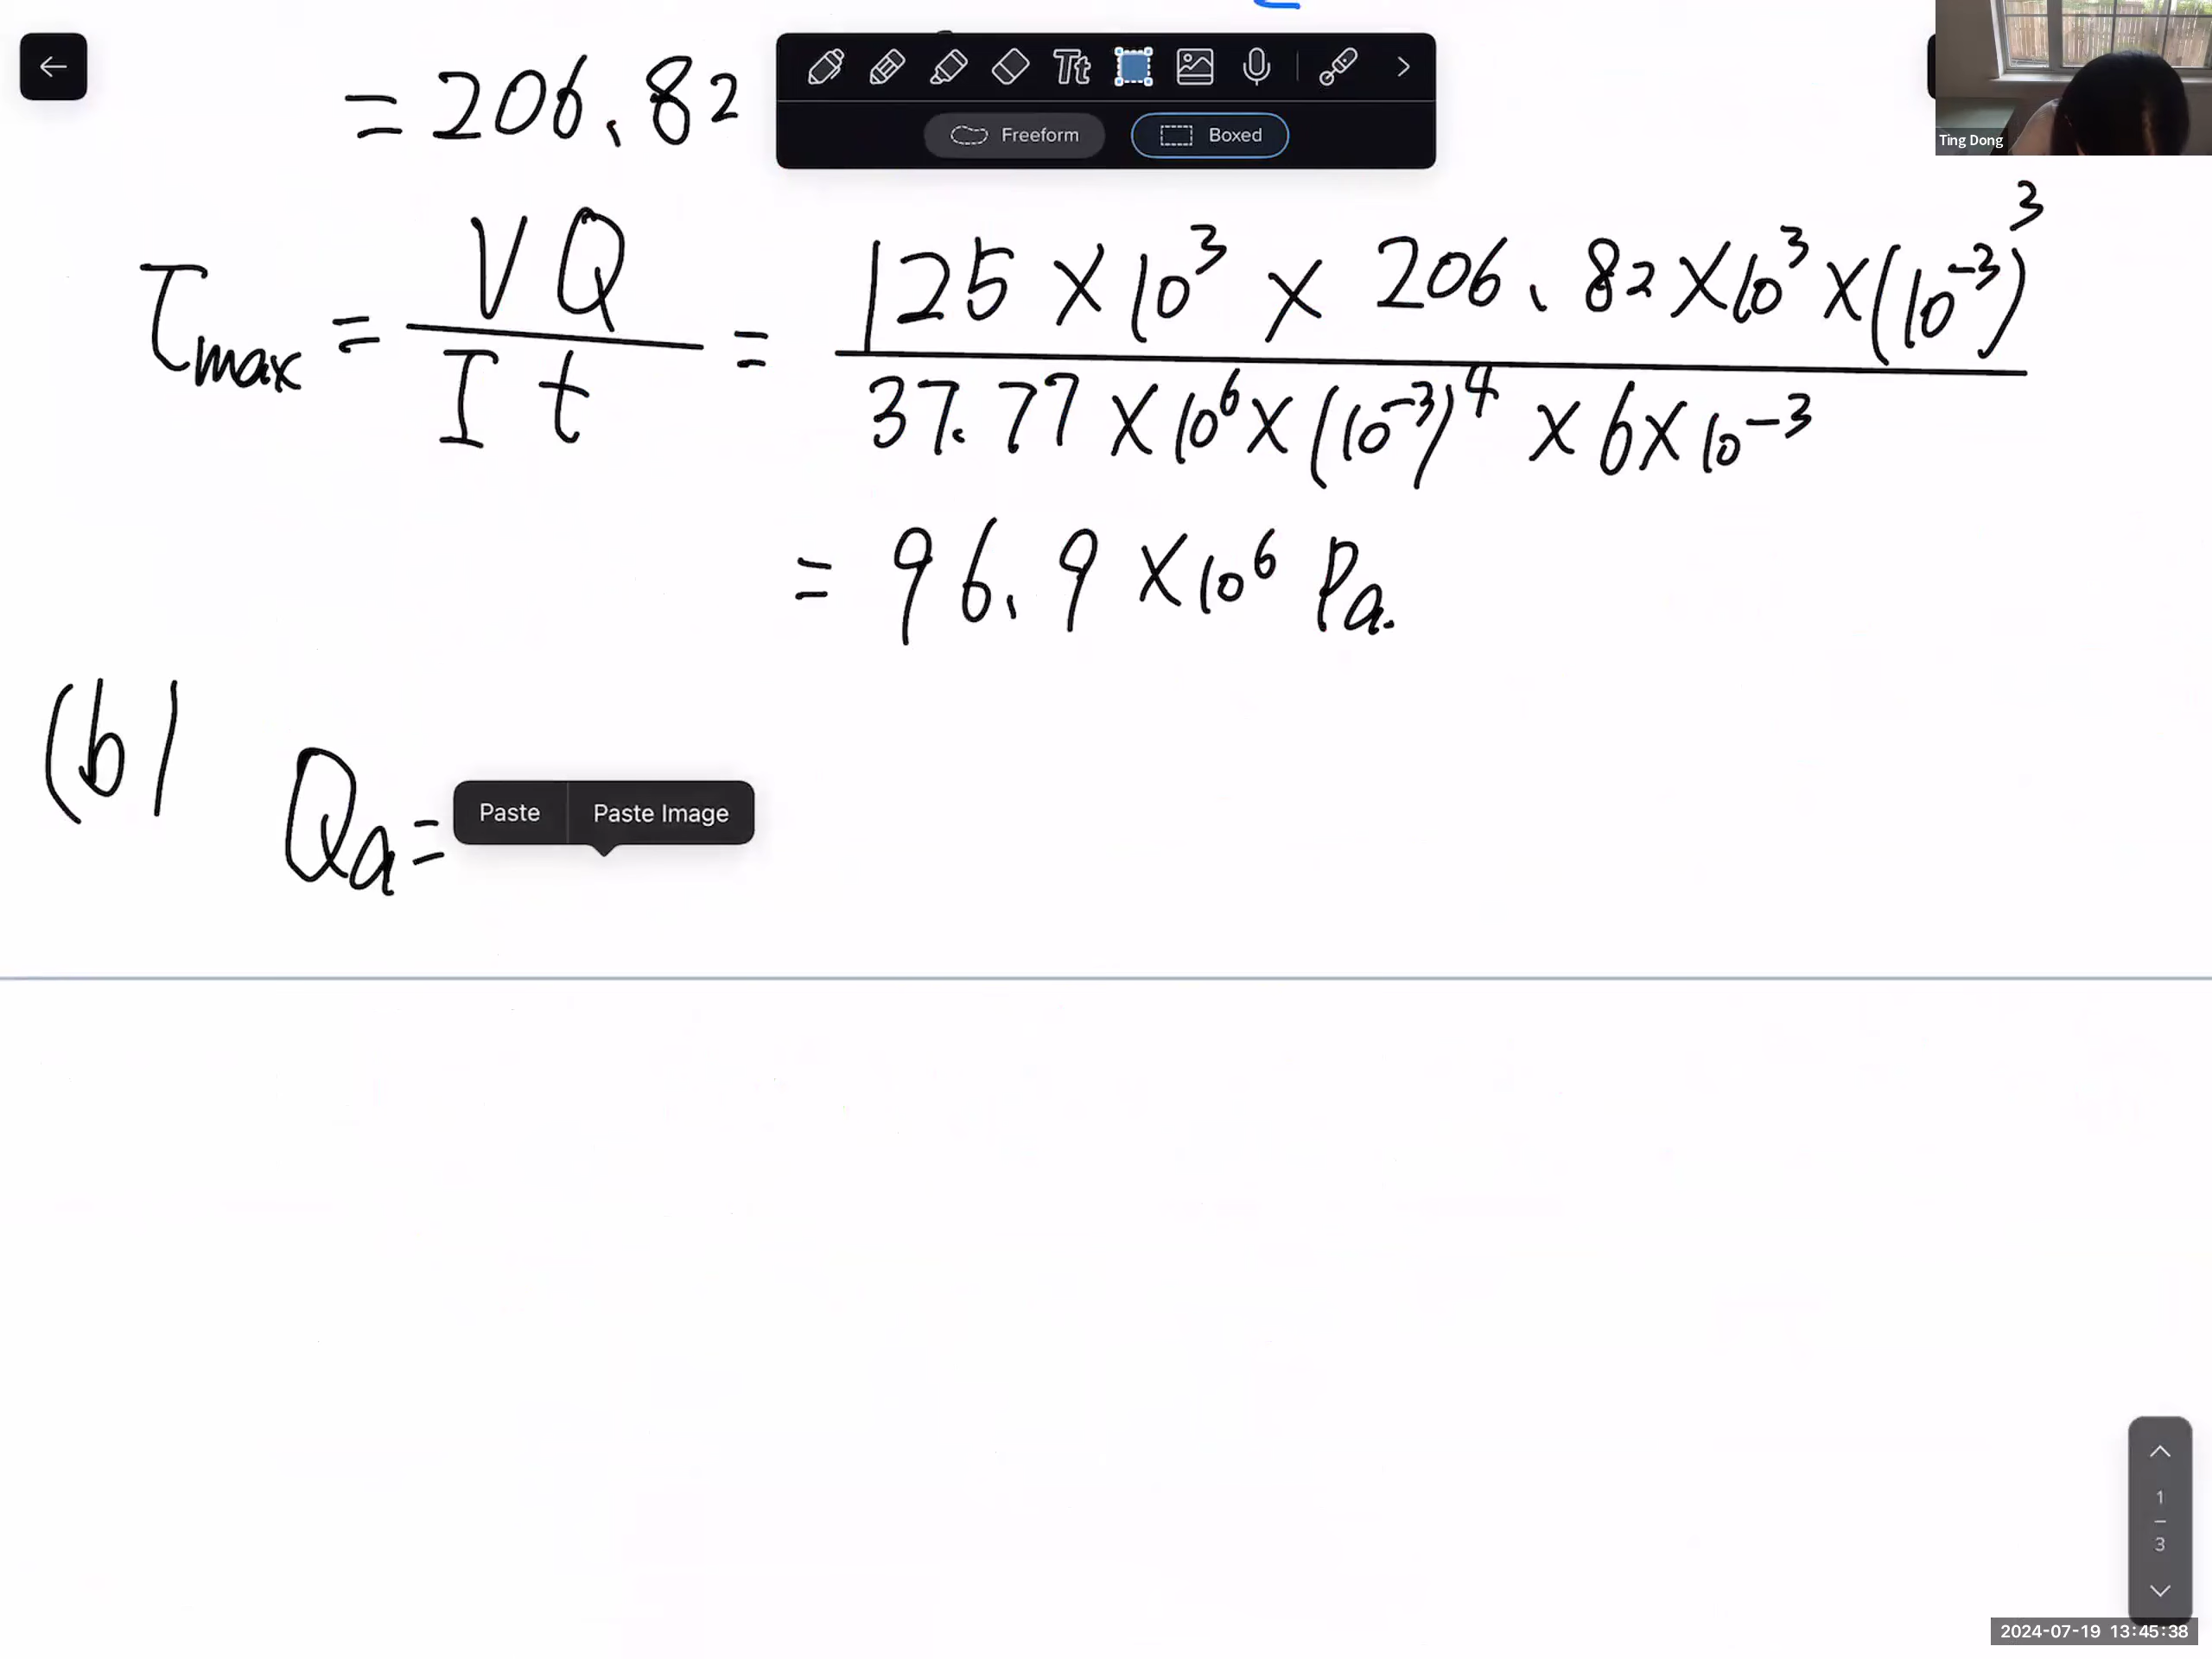 = 206.82
Tt
Freeform
Boxed
Ting Dong
τmax = VQ / It = 125 × 10³ × 206.82 × 10³ × (10⁻³)³ / 37.77 × 10⁶ × (10⁻³)⁴ × 6 × 10⁻³
= 96.9 × 10⁶ Pa.
(b)
Qa =
Paste
Paste Image
1
3
2024-07-19 13:45:38